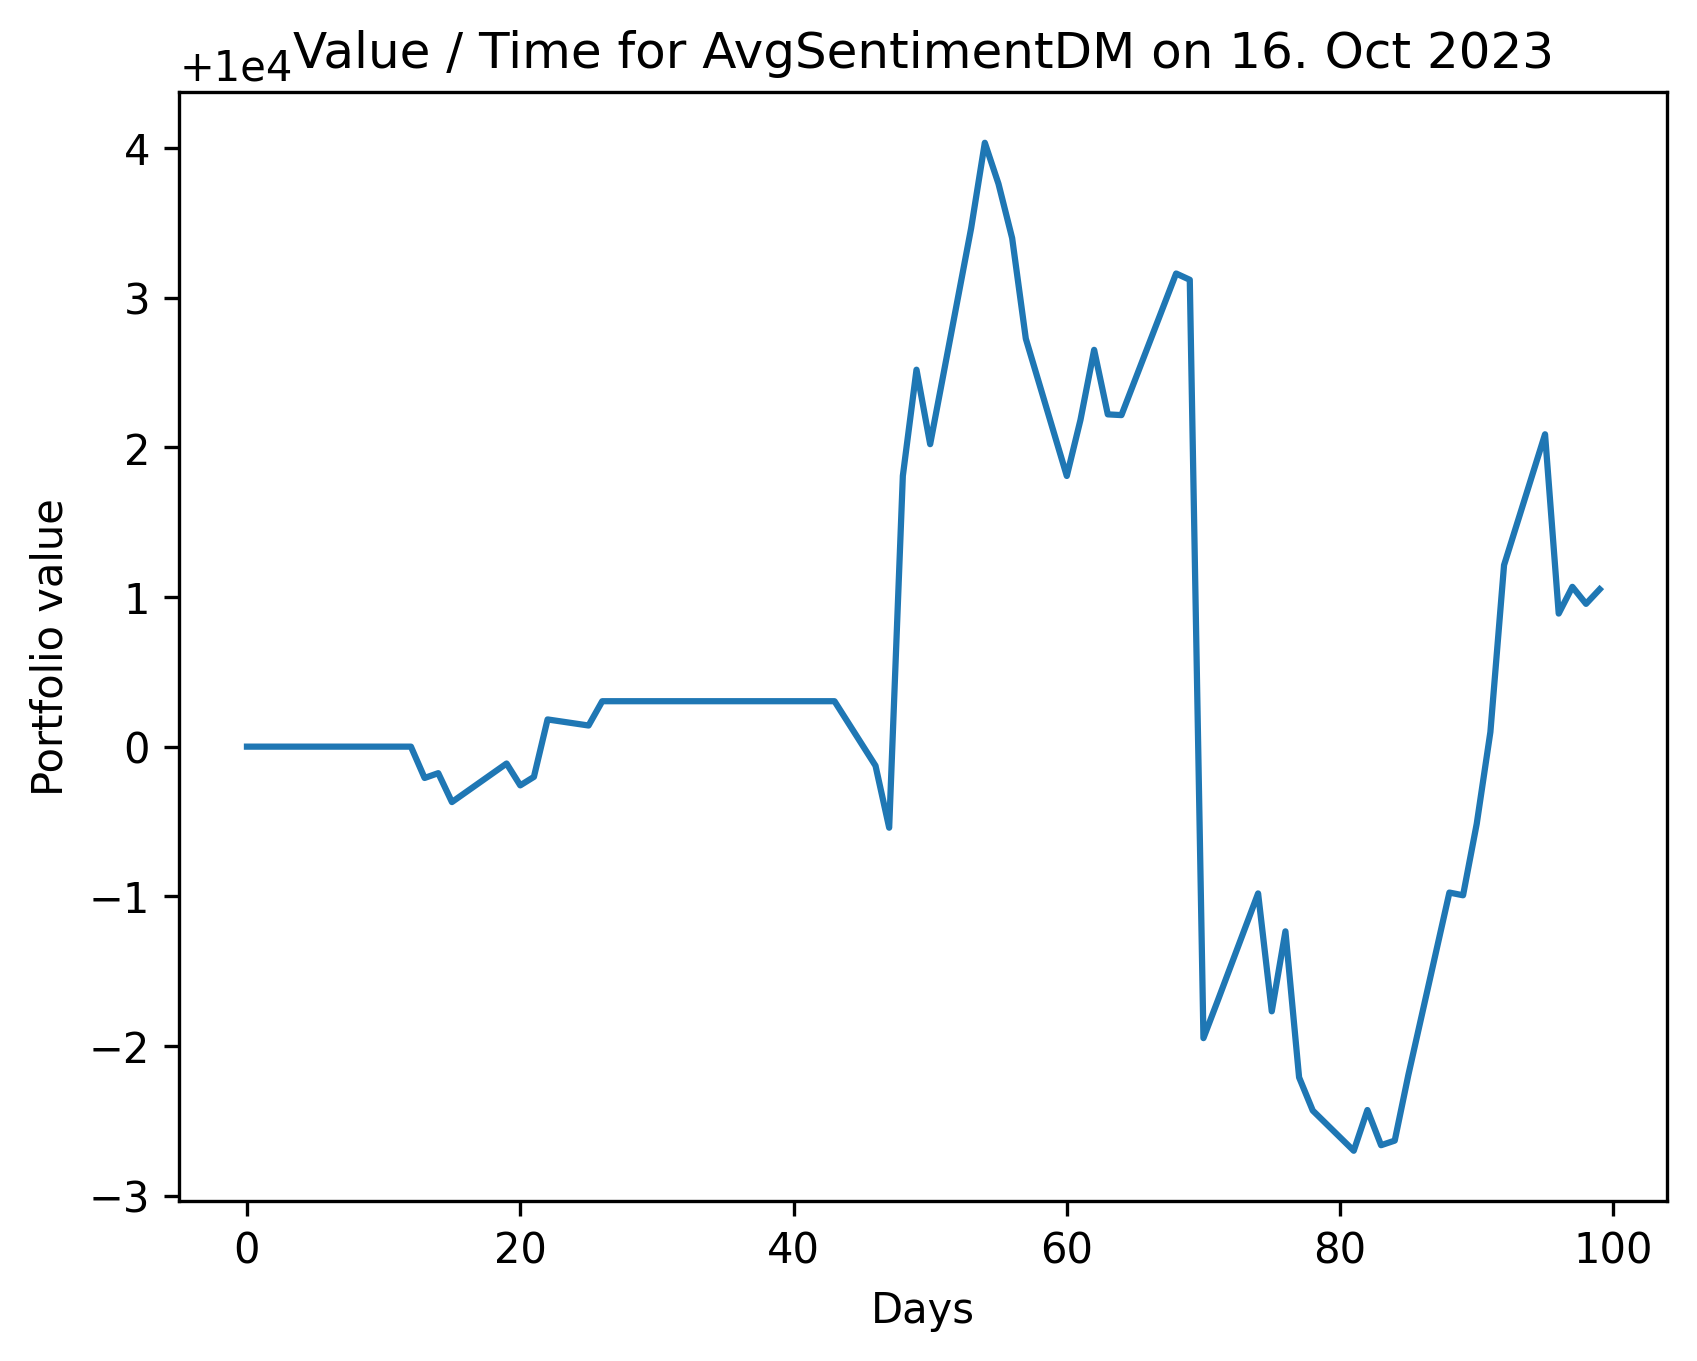 Value / Time for AvgSentimentDM on 16. Oct 2023
+1e4
4
3
2
1
0
−1
−2
−3
Portfolio value
0 20 40 60 80 100
Days